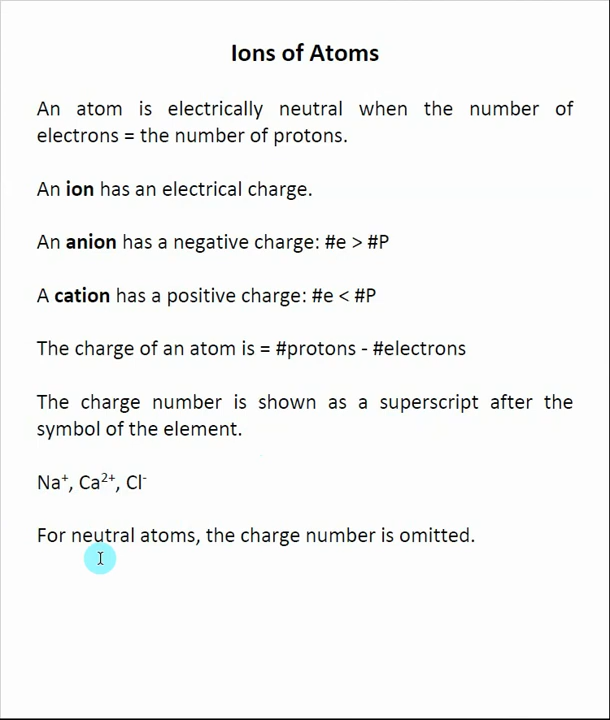 Ions of Atoms
An atom is electrically neutral when the number of
electrons = the number of protons.
An ion has an electrical charge.
An anion has a negative charge: #e > #P
A cation has a positive charge: #e < #P
The charge of an atom is = #protons - #electrons
The charge number is shown as a superscript after the
symbol of the element.
Na⁺, Ca²⁺, Cl⁻
For neutral atoms, the charge number is omitted.